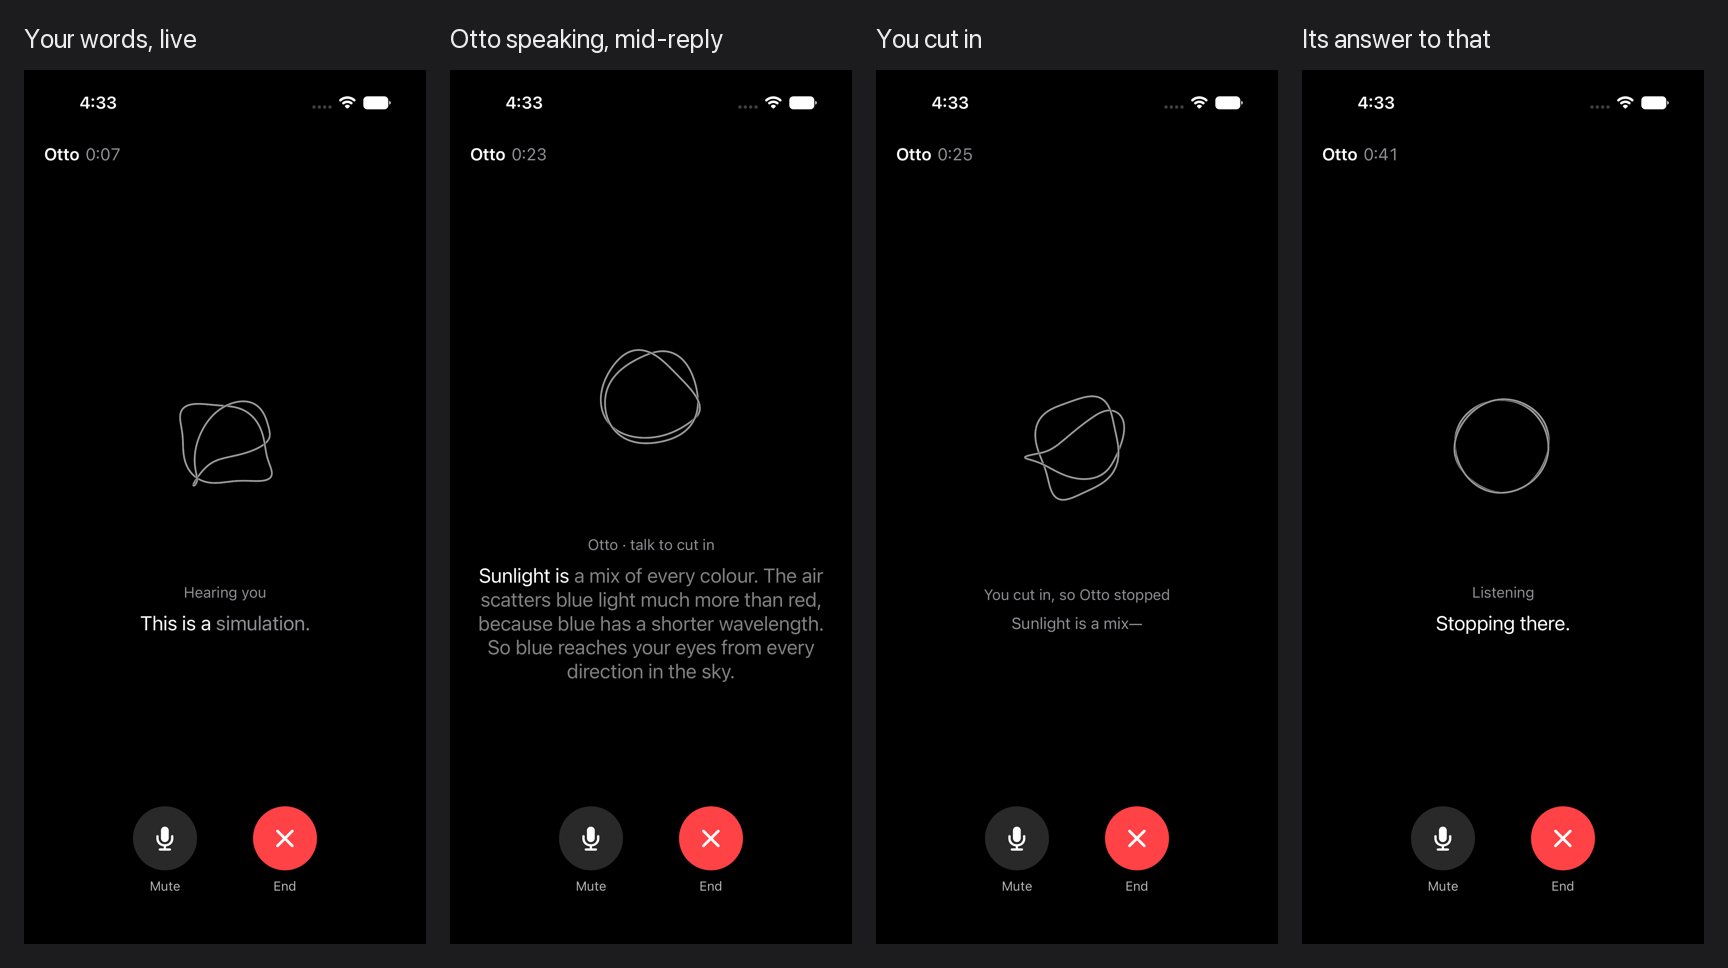 Your words, live
4:33
Otto 0:07
Hearing you
This is a simulation.
Mute
End
Otto speaking, mid-reply
4:33
Otto 0:23
Otto · talk to cut in
Sunlight is a mix of every colour. The air
scatters blue light much more than red,
because blue has a shorter wavelength.
So blue reaches your eyes from every
direction in the sky.
Mute
End
You cut in
4:33
Otto 0:25
You cut in, so Otto stopped
Sunlight is a mix—
Mute
End
Its answer to that
4:33
Otto 0:41
Listening
Stopping there.
Mute
End